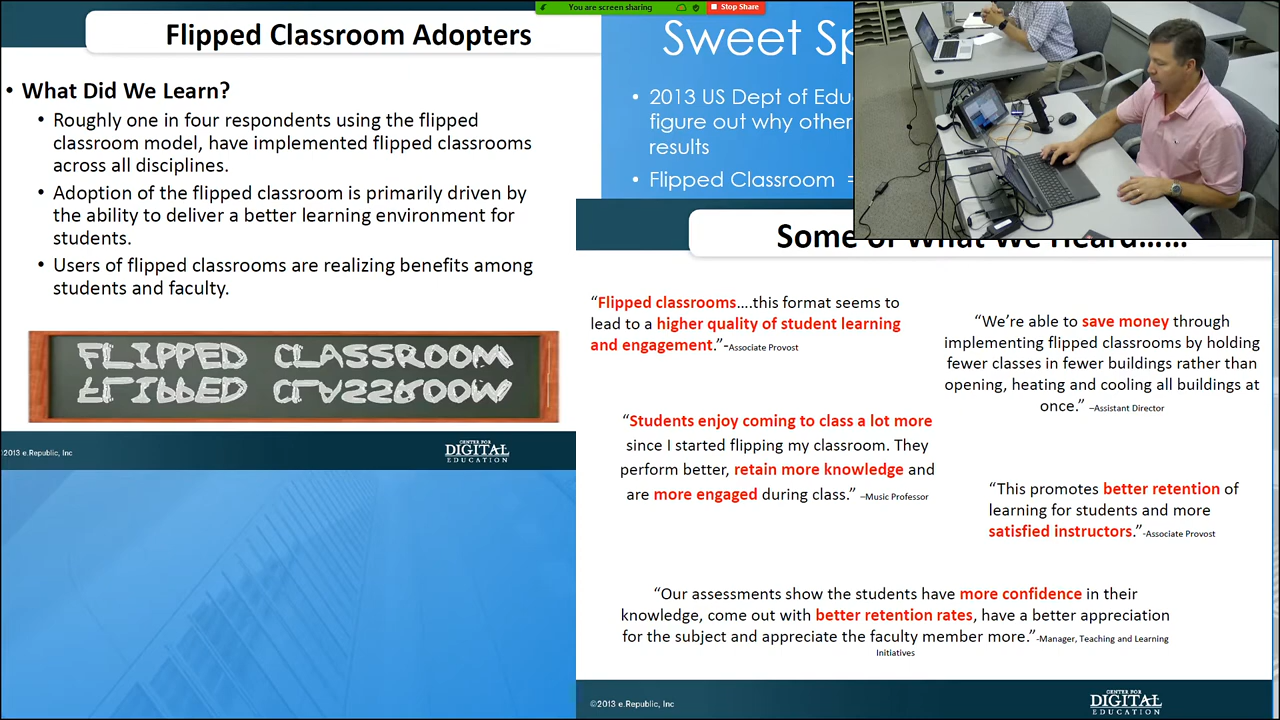 You are screen sharing
Stop Share
Flipped Classroom Adopters
• What Did We Learn?
• Roughly one in four respondents using the flipped
classroom model, have implemented flipped classrooms
across all disciplines.
• Adoption of the flipped classroom is primarily driven by
the ability to deliver a better learning environment for
students.
• Users of flipped classrooms are realizing benefits among
students and faculty.
FLIPPED CLASSROOM
FLIPPED CLASSROOM
©2013 e.Republic, Inc
CENTER FOR
DIGITAL
EDUCATION
Sweet Sp
• 2013 US Dept of Edu
figure out why other
results
• Flipped Classroom =
Some of What We Heard……
“Flipped classrooms….this format seems to
lead to a higher quality of student learning
and engagement.”-Associate Provost
“We’re able to save money through
implementing flipped classrooms by holding
fewer classes in fewer buildings rather than
opening, heating and cooling all buildings at
once.” –Assistant Director
“Students enjoy coming to class a lot more
since I started flipping my classroom. They
perform better, retain more knowledge and
are more engaged during class.” –Music Professor
“This promotes better retention of
learning for students and more
satisfied instructors.”-Associate Provost
“Our assessments show the students have more confidence in their
knowledge, come out with better retention rates, have a better appreciation
for the subject and appreciate the faculty member more.”-Manager, Teaching and Learning
Initiatives
©2013 e.Republic, Inc
CENTER FOR
DIGITAL
EDUCATION